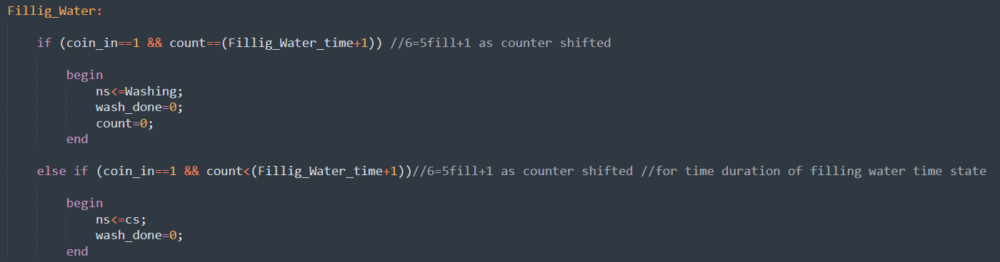 Fillig_Water:
if (coin_in==1 && count==(Fillig_Water_time+1)) //6=5fill+1 as counter shifted
begin
ns<=Washing;
wash_done=0;
count=0;
end
else if (coin_in==1 && count<(Fillig_Water_time+1))//6=5fill+1 as counter shifted //for time duration of filling water time state
begin
ns<=cs;
wash_done=0;
end